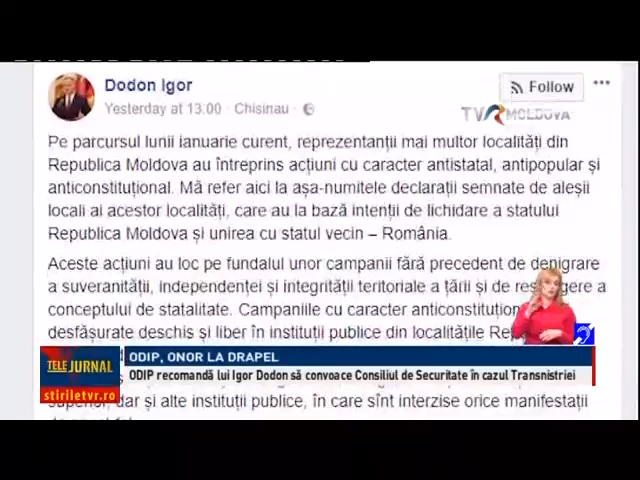 Dodon Igor
Follow
Yesterday at 13:00 · Chisinau
TVR MOLDOVA
Pe parcursul lunii ianuarie curent, reprezentanții mai multor localități din
Republica Moldova au întreprins acțiuni cu caracter antistatal, antipopular și
anticonstituțional. Mă refer aici la așa-numitele declarații semnate de aleșii
locali ai acestor localități, care au la bază intenții de lichidare a statului
Republica Moldova și unirea cu statul vecin – România.
Aceste acțiuni au loc pe fundalul unor campanii fără precedent de denigrare
a suveranității, independenței și integrității teritoriale a țării și de
conceptului de statalitate. Campaniile cu caracter
desfășurate deschis și liber în instituții publice din localitățile
TELE JURNAL
ODIP, ONOR LA DRAPEL
ODIP recomandă lui Igor Dodon să convoace Consiliul de Securitate în cazul Transnistriei
stiriletvr.ro
dar și alte instituții publice, în care sînt interzise orice manifestații